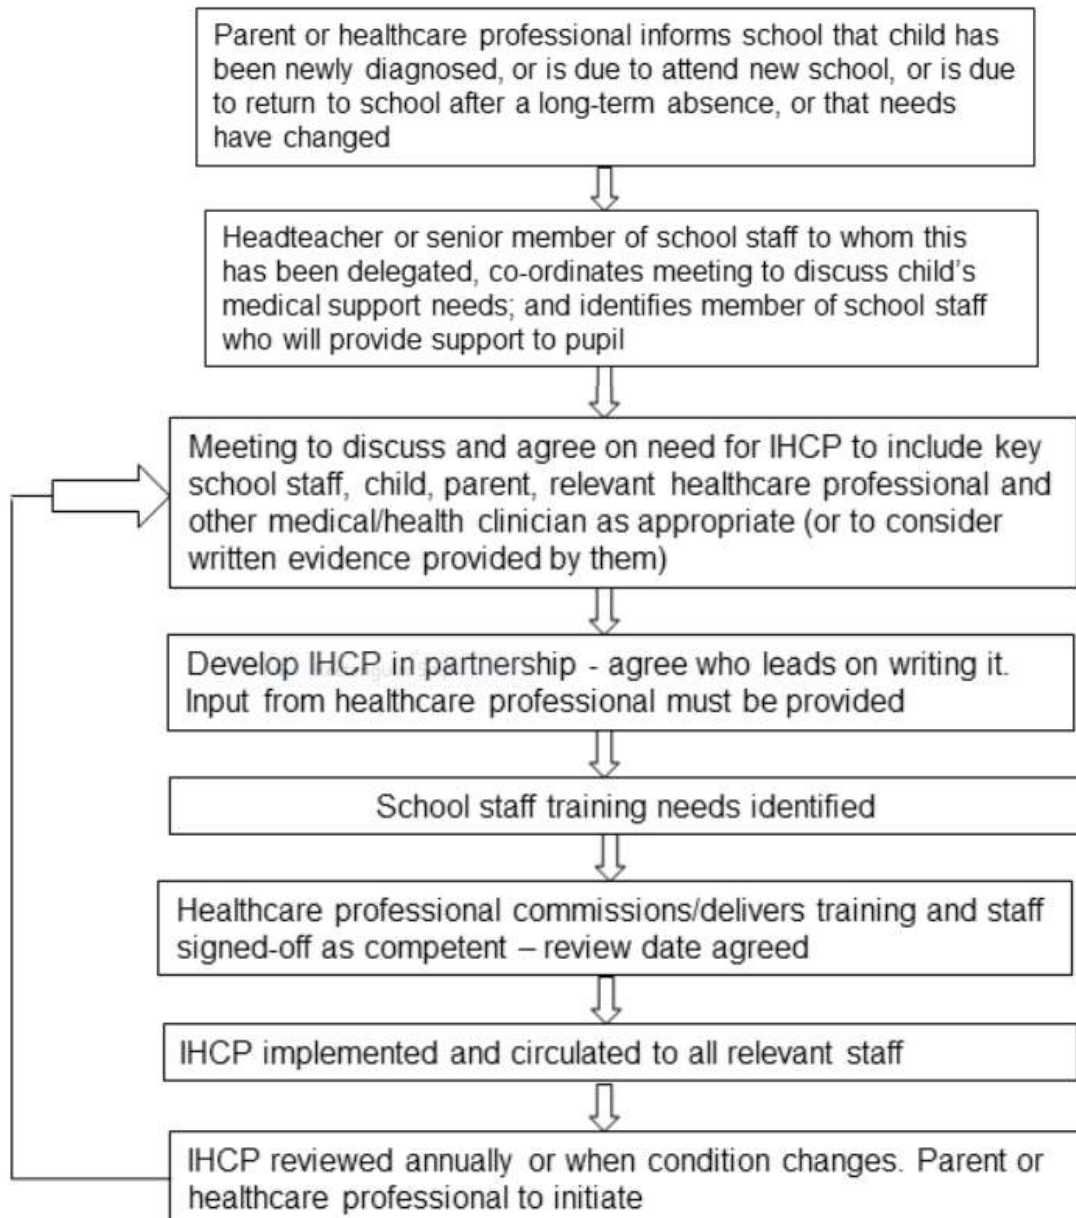 Parent or healthcare professional informs school that child has
been newly diagnosed, or is due to attend new school, or is due
to return to school after a long-term absence, or that needs
have changed
Headteacher or senior member of school staff to whom this
has been delegated, co-ordinates meeting to discuss child's
medical support needs; and identifies member of school staff
who will provide support to pupil
Meeting to discuss and agree on need for IHCP to include key
school staff, child, parent, relevant healthcare professional and
other medical/health clinician as appropriate (or to consider
written evidence provided by them)
Develop IHCP in partnership - agree who leads on writing it.
Input from healthcare professional must be provided
School staff training needs identified
Healthcare professional commissions/delivers training and staff
signed-off as competent – review date agreed
IHCP implemented and circulated to all relevant staff
IHCP reviewed annually or when condition changes. Parent or
healthcare professional to initiate